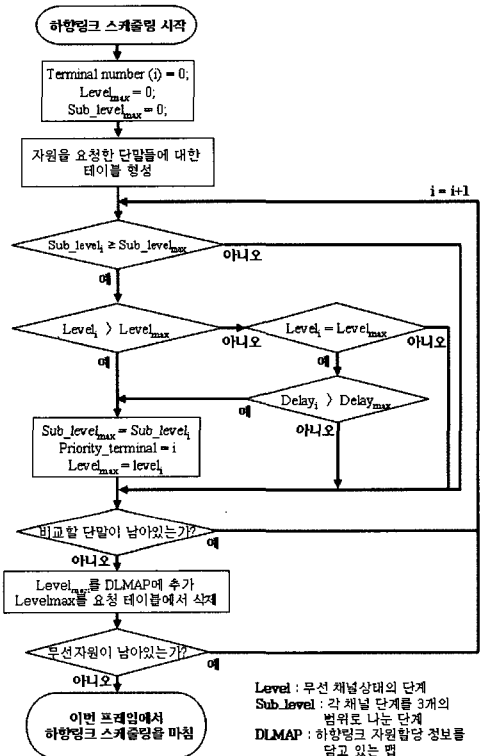 하향링크 스케줄링 시작
Terminal number (i) = 0;
Level_max = 0;
Sub_level_max = 0;
자원을 요청한 단말들에 대한
테이블 형성
i = i+1
Sub_level_i ≥ Sub_level_max
아니오
예
Level_i 〉 Level_max
아니오
예
Level_i = Level_max
아니오
예
Delay_i 〉 Delay_max
예
아니오
Sub_level_max = Sub_level_i
Priority_terminal = i
Level_max = level_i
비교할 단말이 남아있는가?
예
아니오
Level_max를 DLMAP에 추가
Levelmax를 요청 테이블에서 삭제
무선자원이 남아있는가?
예
아니오
이번 프레임에서
하향링크 스케줄링을 마침
Level : 무선 채널상태의 단계
Sub_level : 각 채널 단계를 3개의
범위로 나눈 단계
DLMAP : 하향링크 자원할당 정보를
담고 있는 맵